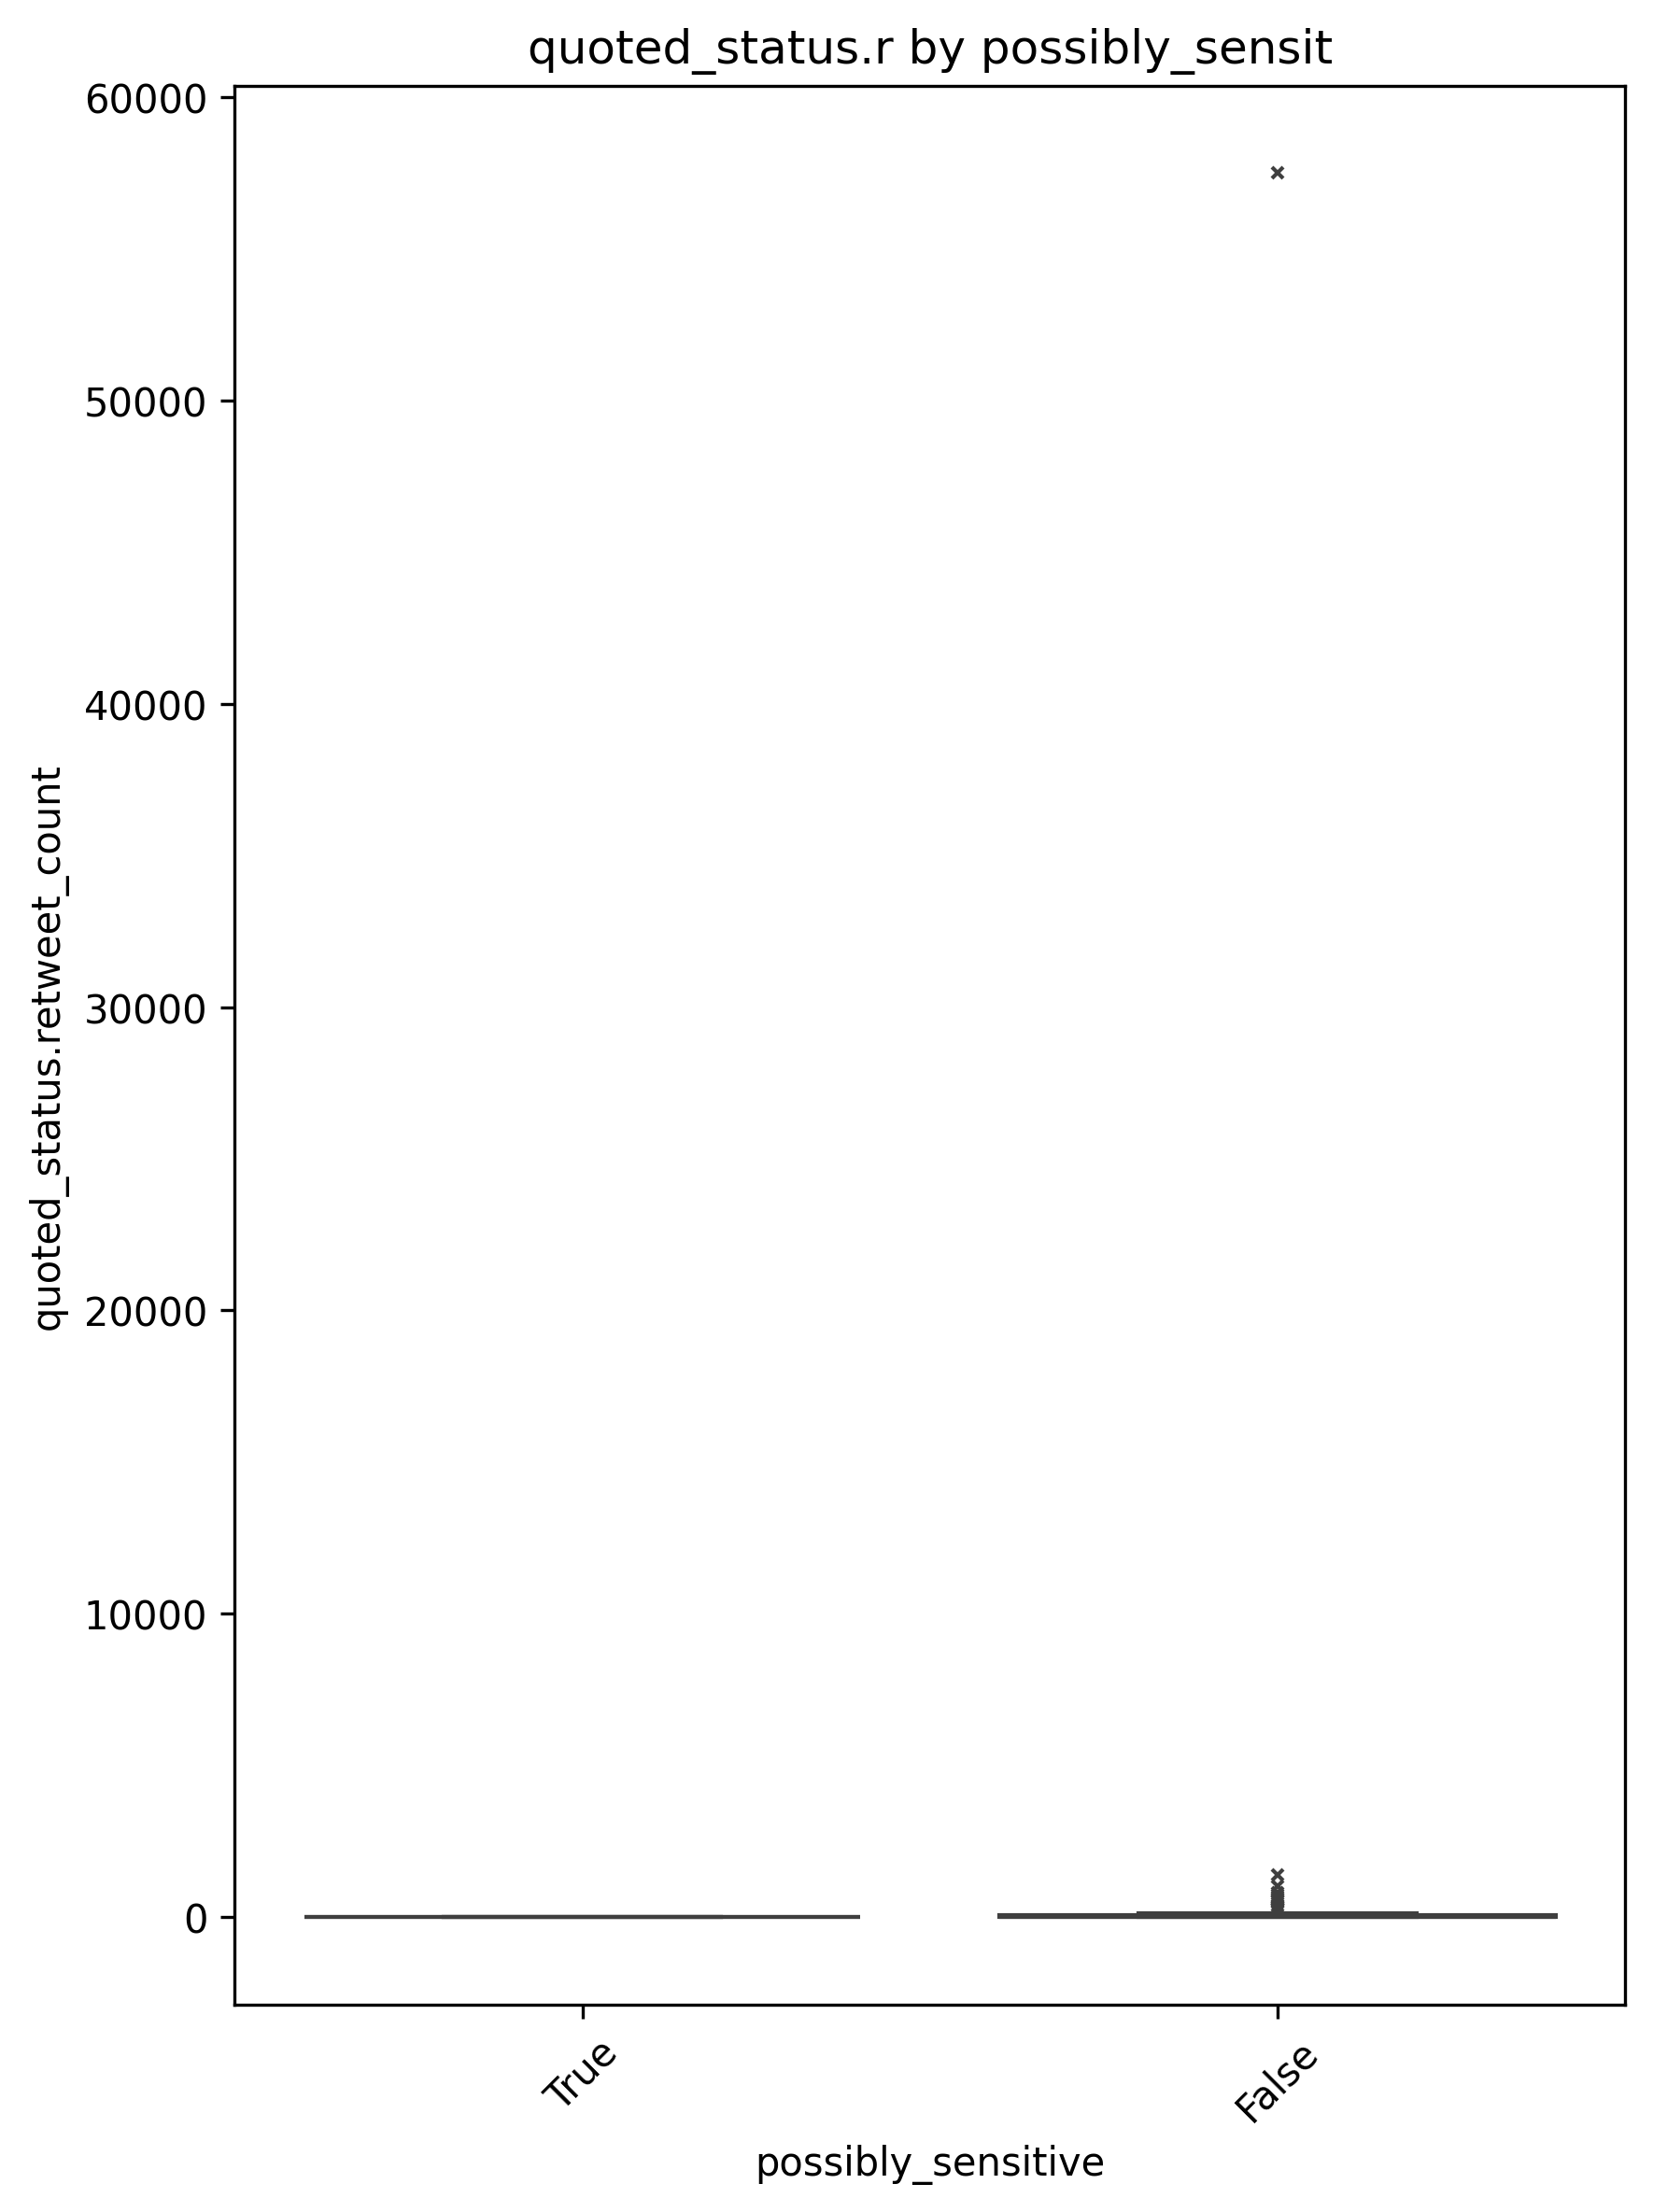 quoted_status.r by possibly_sensit
60000
50000
40000
30000
20000
10000
0
quoted_status.retweet_count
True
False
possibly_sensitive